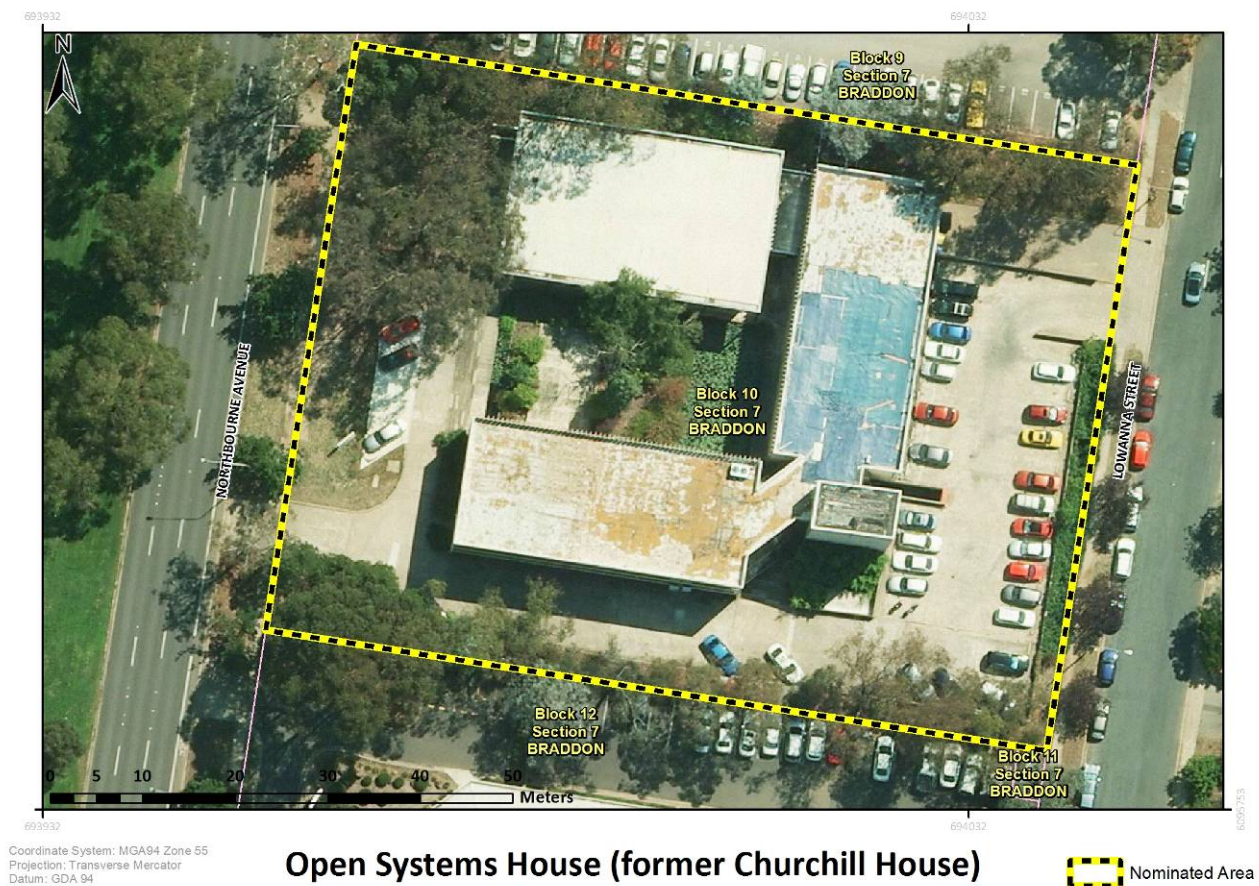 693932
694032
N
Block 9
Section 7
BRADDON
NORTHBOURNE AVENUE
Block 10
Section 7
BRADDON
LOWANNA STREET
Block 12
Section 7
BRADDON
Block 11
Section 7
BRADDON
0 5 10 20 30 40 50
Meters
693932
694032
6095753
Coordinate System: MGA94 Zone 55
Projection: Transverse Mercator
Datum: GDA 94
Open Systems House (former Churchill House)
Nominated Area